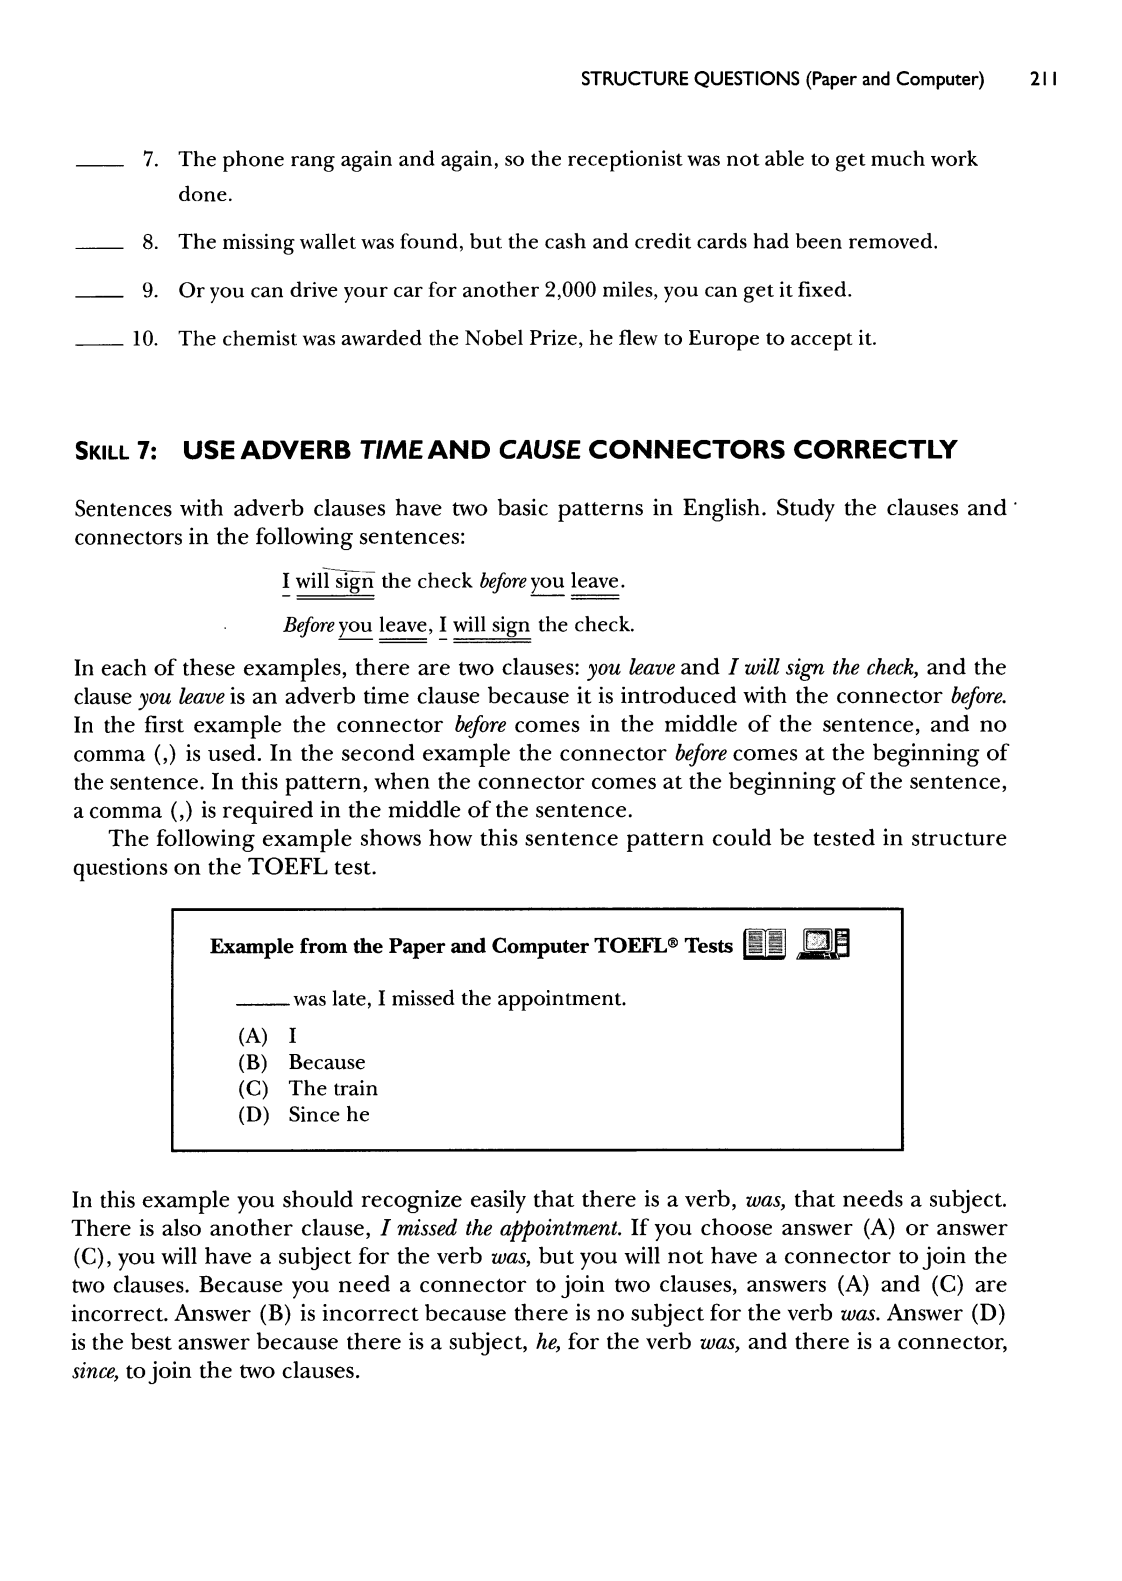 STRUCTURE QUESTIONS (Paper and Computer) 211
____ 7. The phone rang again and again, so the receptionist was not able to get much work
done.
____ 8. The missing wallet was found, but the cash and credit cards had been removed.
____ 9. Or you can drive your car for another 2,000 miles, you can get it fixed.
____ 10. The chemist was awarded the Nobel Prize, he flew to Europe to accept it.
SKILL 7: USE ADVERB TIME AND CAUSE CONNECTORS CORRECTLY
Sentences with adverb clauses have two basic patterns in English. Study the clauses and
connectors in the following sentences:
I will sign the check before you leave.
Before you leave, I will sign the check.
In each of these examples, there are two clauses: you leave and I will sign the check, and the
clause you leave is an adverb time clause because it is introduced with the connector before.
In the first example the connector before comes in the middle of the sentence, and no
comma (,) is used. In the second example the connector before comes at the beginning of
the sentence. In this pattern, when the connector comes at the beginning of the sentence,
a comma (,) is required in the middle of the sentence.
The following example shows how this sentence pattern could be tested in structure
questions on the TOEFL test.
Example from the Paper and Computer TOEFL® Tests
____ was late, I missed the appointment.
(A) I
(B) Because
(C) The train
(D) Since he
In this example you should recognize easily that there is a verb, was, that needs a subject.
There is also another clause, I missed the appointment. If you choose answer (A) or answer
(C), you will have a subject for the verb was, but you will not have a connector to join the
two clauses. Because you need a connector to join two clauses, answers (A) and (C) are
incorrect. Answer (B) is incorrect because there is no subject for the verb was. Answer (D)
is the best answer because there is a subject, he, for the verb was, and there is a connector,
since, to join the two clauses.